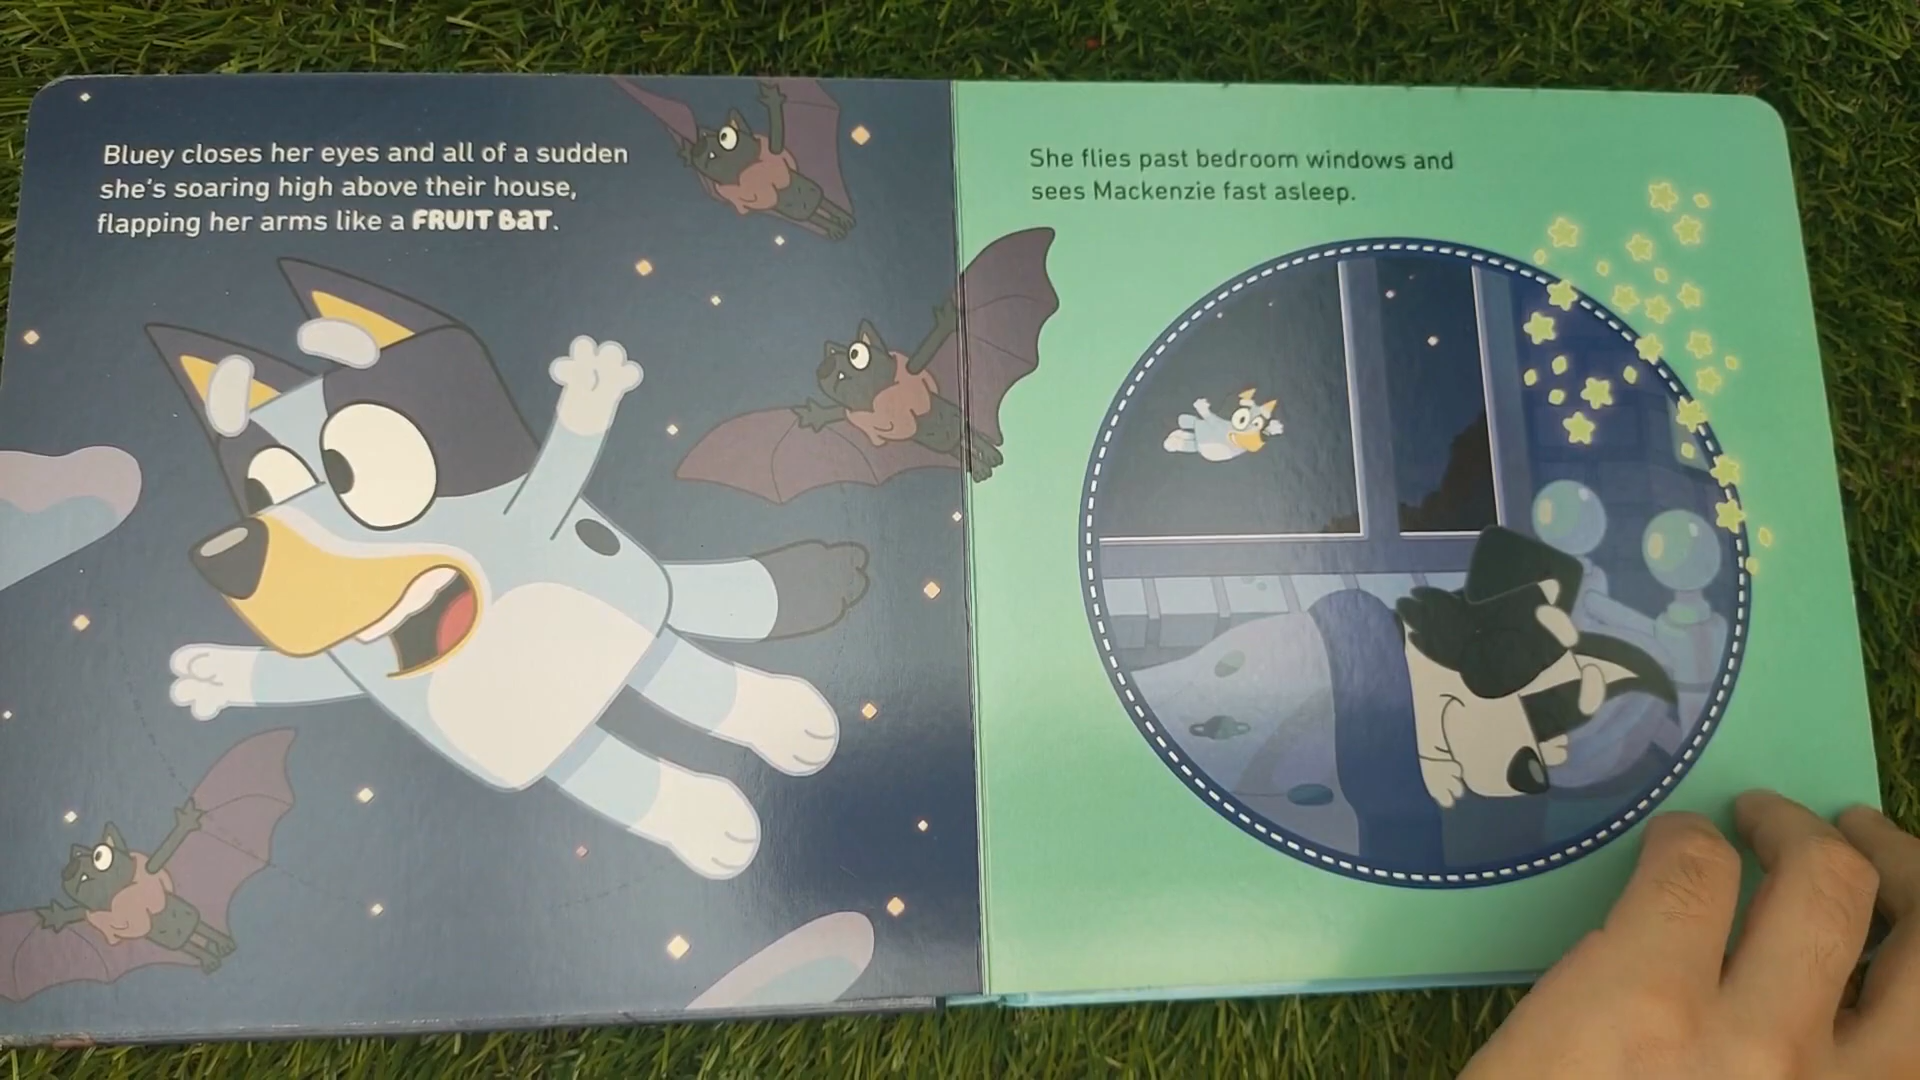 Bluey closes her eyes and all of a sudden
she's soaring high above their house,
flapping her arms like a FRUIT BaT.
She flies past bedroom windows and
sees Mackenzie fast asleep.